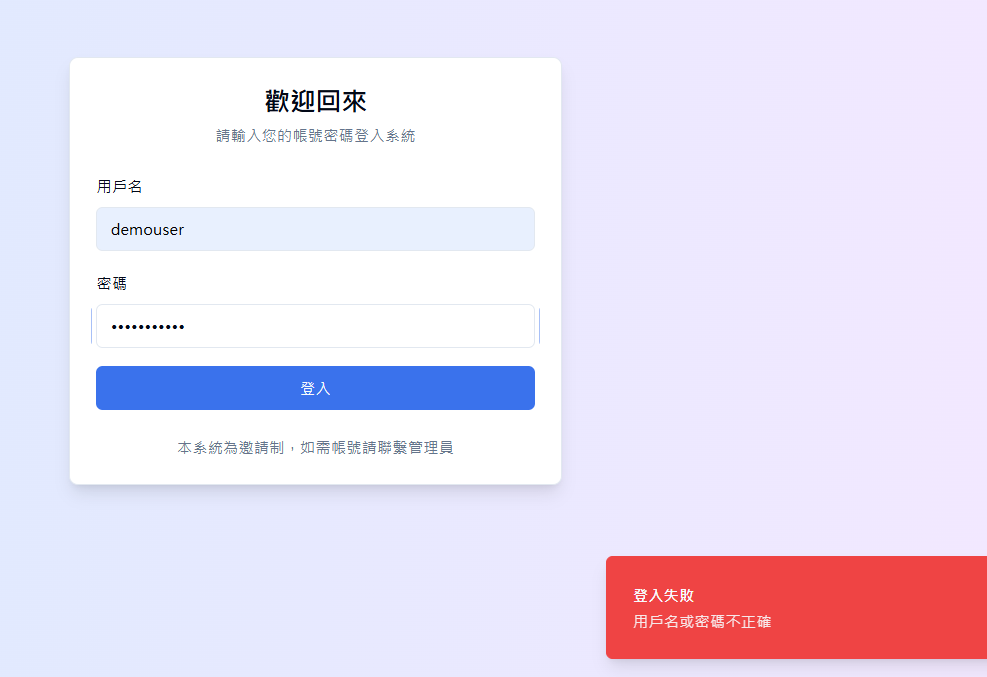 歡迎回來
請輸入您的帳號密碼登入系統
用戶名
demouser
密碼
•••••••••••
登入
本系統為邀請制，如需帳號請聯繫管理員
登入失敗
用戶名或密碼不正確